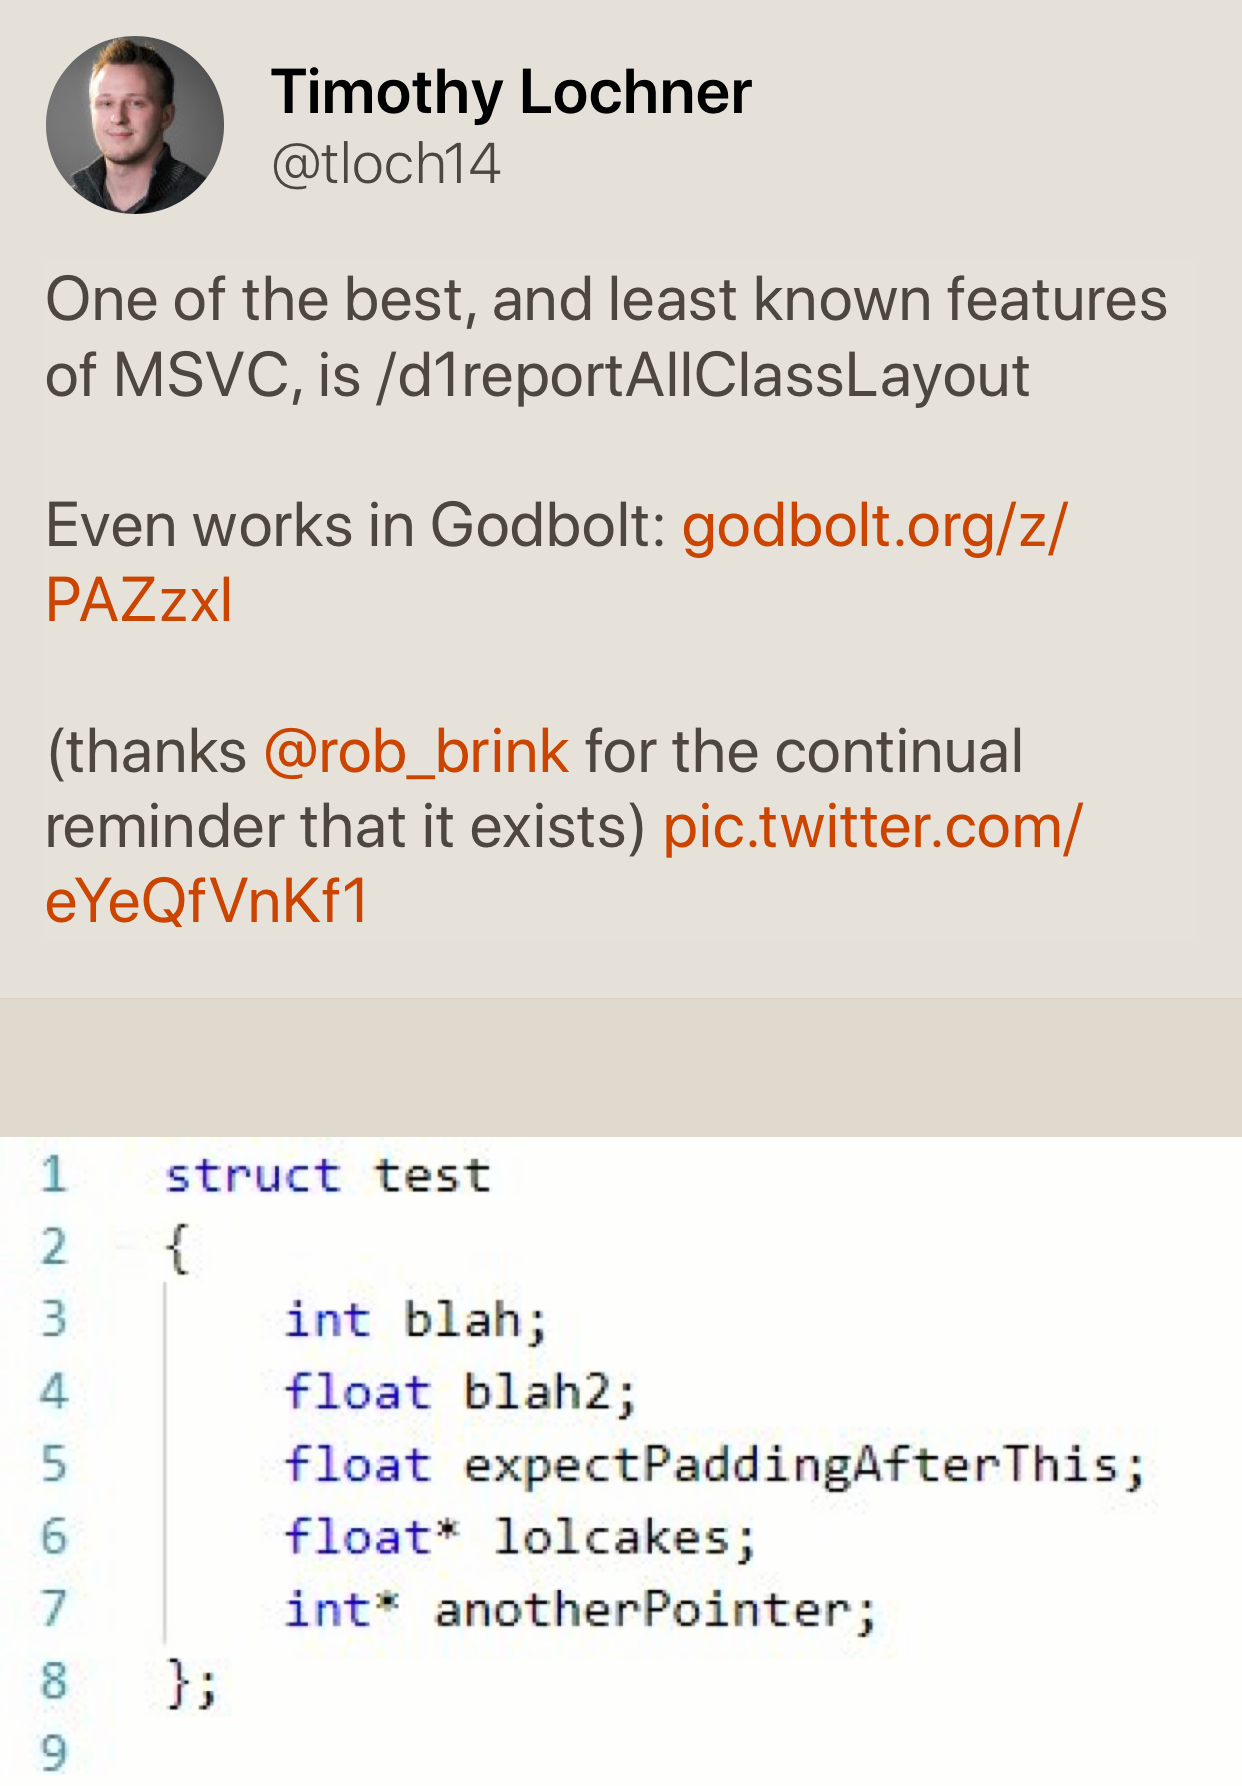 Timothy Lochner
@tloch14
One of the best, and least known features
of MSVC, is /d1reportAllClassLayout
Even works in Godbolt: godbolt.org/z/
PAZzxl
(thanks @rob_brink for the continual
reminder that it exists) pic.twitter.com/
eYeQfVnKf1
1 struct test
2 {
3 int blah;
4 float blah2;
5 float expectPaddingAfterThis;
6 float* lolcakes;
7 int* anotherPointer;
8 };
9